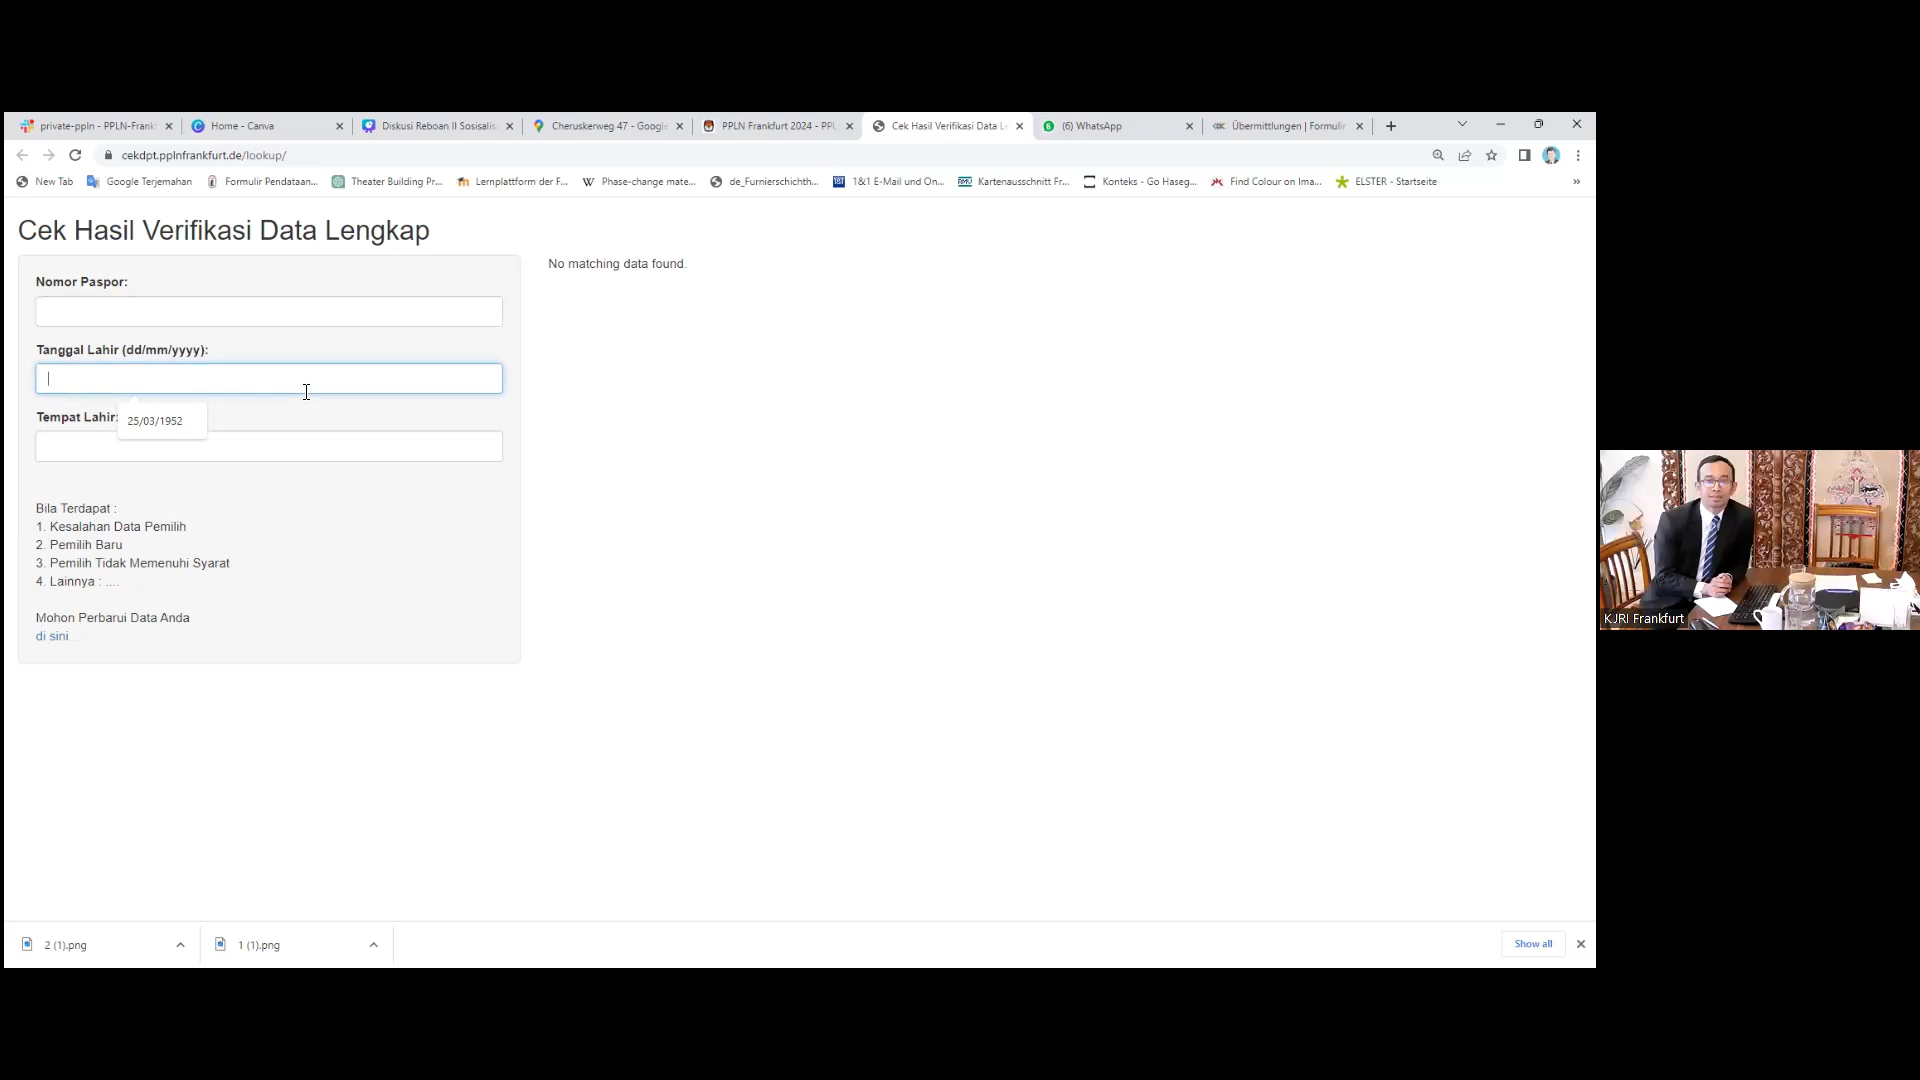 private-ppln - PPLN-Frank
Home - Canva
Diskusi Reboan II Sosisalis
Cheruskerweg 47 - Google
PPLN Frankfurt 2024 - PPL
Cek Hasil Verifikasi Data L
(6) WhatsApp
Übermittlungen | Formular
cekdpt.pplnfrankfurt.de/lookup/
New Tab
Google Terjemahan
Formulir Pendataan...
Theater Building Pr...
Lernplattform der F...
Phase-change mate...
de_Furnierschichth...
1&1 E-Mail und On...
Kartenausschnitt Fr...
Konteks - Go Haseg...
Find Colour on Ima...
ELSTER - Startseite
Cek Hasil Verifikasi Data Lengkap
Nomor Paspor:
No matching data found.
Tanggal Lahir (dd/mm/yyyy):
Tempat Lahir:
25/03/1952
Bila Terdapat :
1. Kesalahan Data Pemilih
2. Pemilih Baru
3. Pemilih Tidak Memenuhi Syarat
4. Lainnya : ....
Mohon Perbarui Data Anda
di sini
KJRI Frankfurt
2 (1).png
1 (1).png
Show all